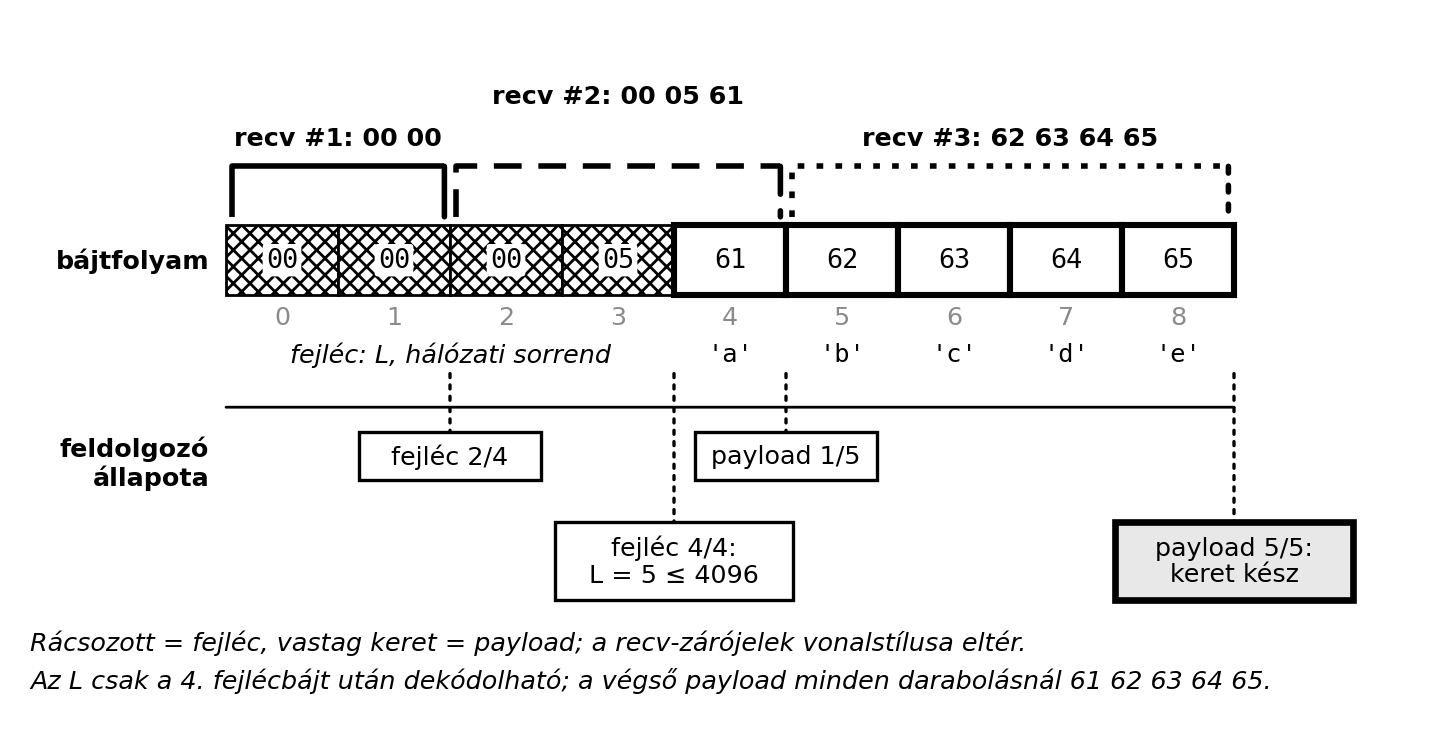 recv #2: 00 05 61
recv #1: 00 00
recv #3: 62 63 64 65
bájtfolyam
00 00 00 05 61 62 63 64 65
0 1 2 3 4 5 6 7 8
fejléc: L, hálózati sorrend 'a' 'b' 'c' 'd' 'e'
feldolgozó
állapota
fejléc 2/4
payload 1/5
fejléc 4/4:
L = 5 ≤ 4096
payload 5/5:
keret kész
Rácsozott = fejléc, vastag keret = payload; a recv-zárójelek vonalstílusa eltér.
Az L csak a 4. fejlécbájt után dekódolható; a végső payload minden darabolásnál 61 62 63 64 65.